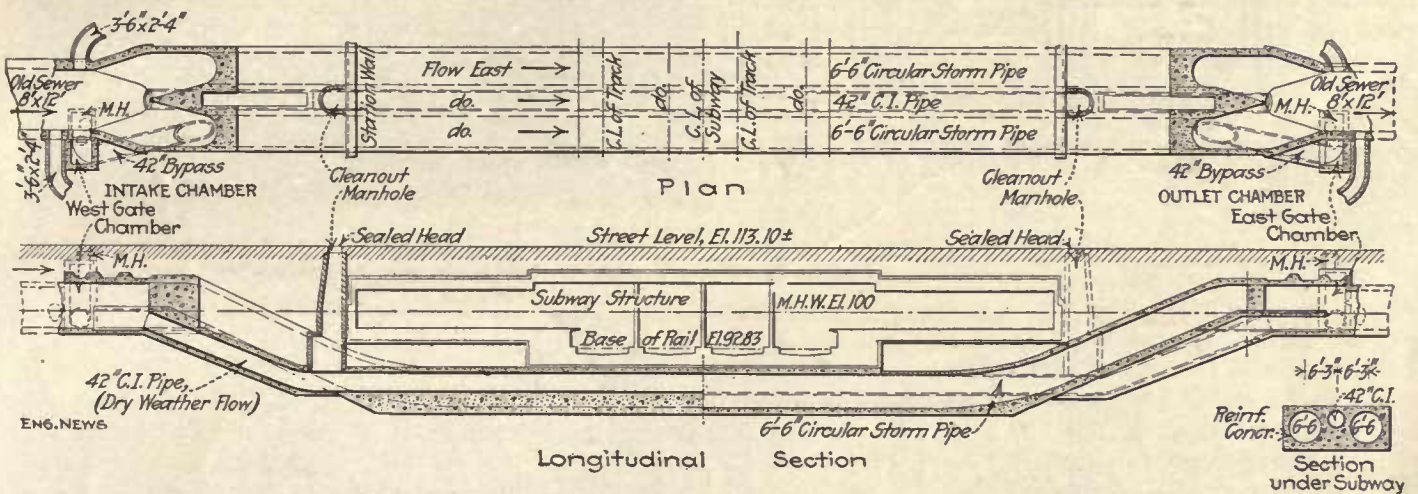 3'-6"x2'-4"
Old Sewer
8'x12'
M.H.
3'-6"x2'-4"
42" Bypass
INTAKE CHAMBER
West Gate
Chamber
Station Wall
Cleanout
Manhole
Flow East
do.
do.
C.L. of Track
do.
C.L. of
Subway
C.L. of Track
do.
6'-6" Circular Storm Pipe
42" C.I. Pipe
6'-6" Circular Storm Pipe
Plan
Cleanout
Manhole
Old Sewer
8'x12'
M.H.
42" Bypass
OUTLET CHAMBER
East Gate
Chamber
3'-6"x2'-4"
M.H.
Sealed Head
Street Level, El. 113.10±
Sealed Head
M.H.
Subway Structure
M.H.W. El. 100
Base of Rail El. 92.83
42" C.I. Pipe,
(Dry Weather Flow)
6'-6" Circular Storm Pipe
ENG. NEWS
Longitudinal Section
6'-3" 6'-3"
42" C.I.
Reinf.
Concr.
6'-6 6'-6
Section
under Subway